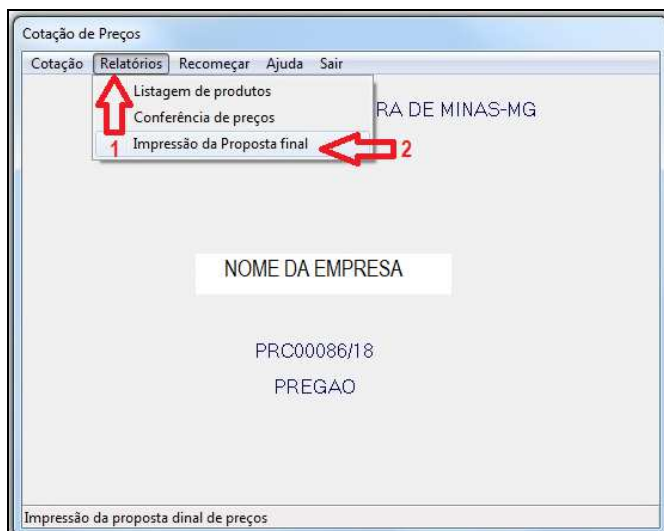 Cotação de Preços
Cotação Relatórios Recomeçar Ajuda Sair
Listagem de produtos
RA DE MINAS-MG
Conferência de preços
1 Impressão da Proposta final 2
NOME DA EMPRESA
PRC00086/18
PREGAO
Impressão da proposta dinal de preços